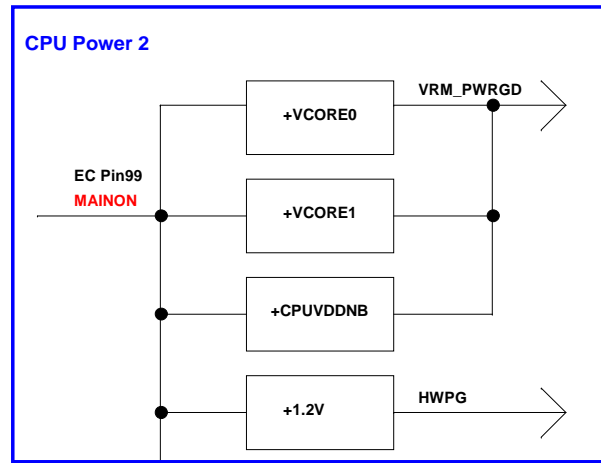 CPU Power 2
VRM_PWRGD
+VCORE0
EC Pin99
MAINON
+VCORE1
+CPUVDDNB
+1.2V
HWPG